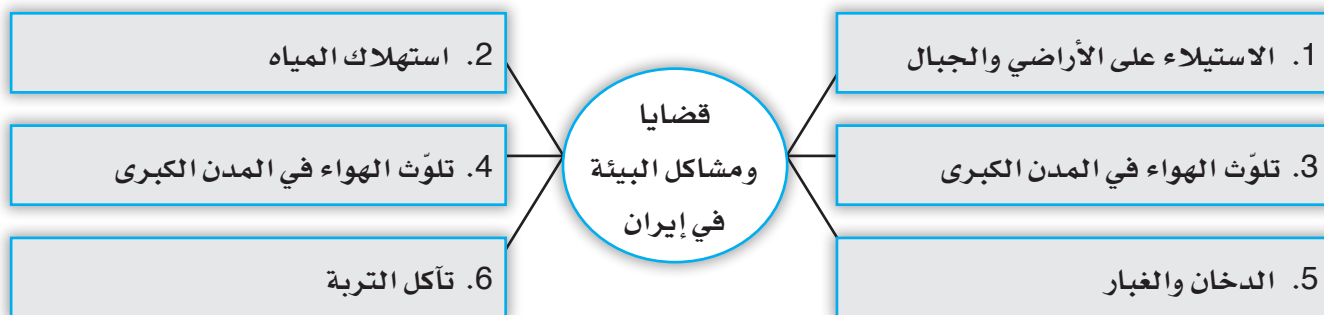 1. الاستيلاء على الأراضي والجبال
2. استهلاك المياه
قضايا
ومشاكل البيئة
في إيران
3. تلوّث الهواء في المدن الكبرى
4. تلوّث الهواء في المدن الكبرى
5. الدخان والغبار
6. تآكل التربة